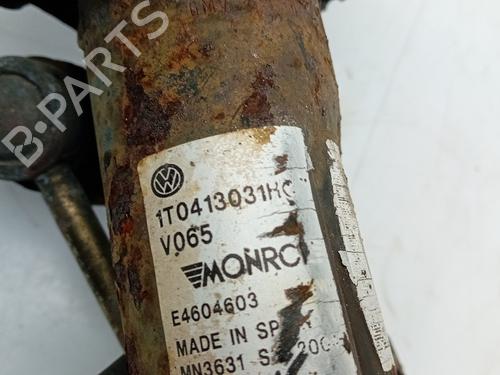 1T0413031HC
V065
MONRO
E4604603
MADE IN SP
MN3631 S
B-PARTS